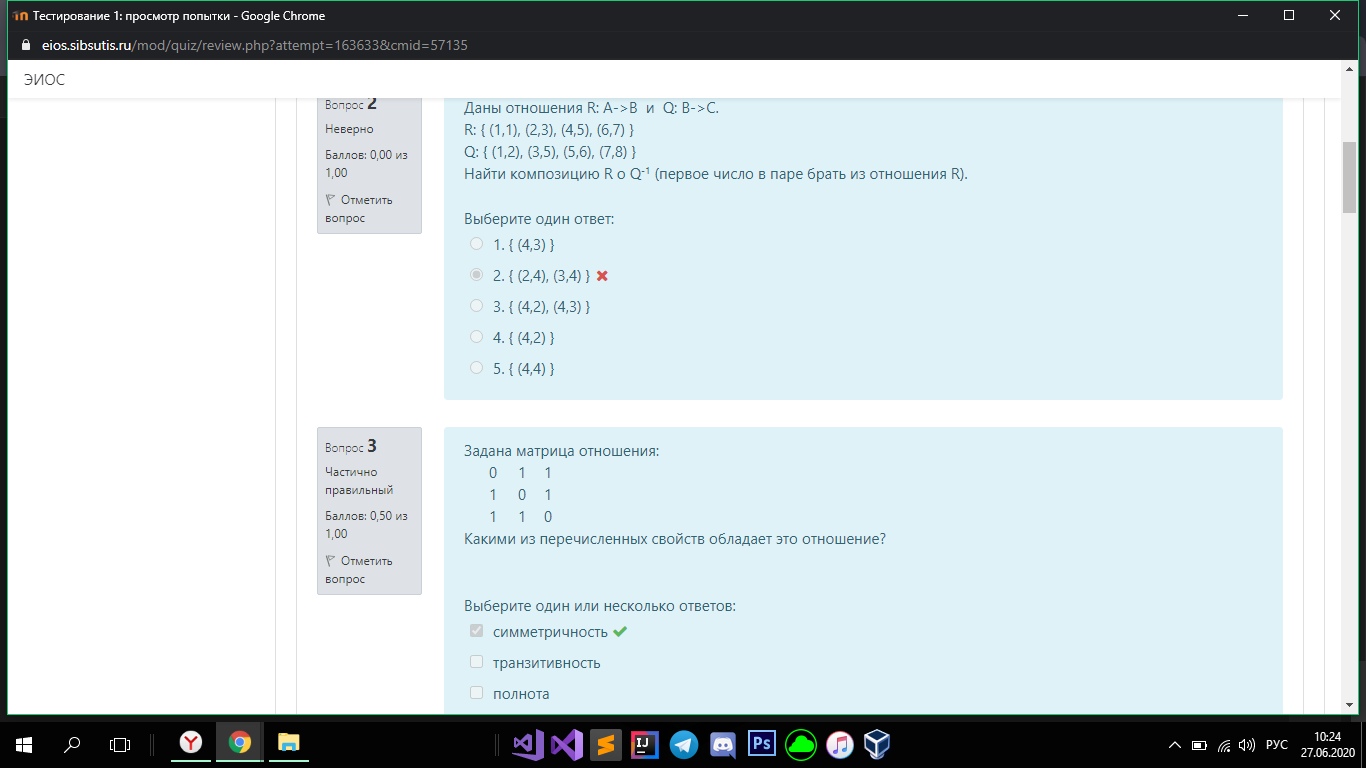 Тестирование 1: просмотр попытки - Google Chrome
eios.sibsutis.ru/mod/quiz/review.php?attempt=163633&cmid=57135
ЭИОС
Вопрос 2
Неверно
Баллов: 0,00 из
1,00
Отметить
вопрос
Даны отношения R: A->B и Q: B->C.
R: { (1,1), (2,3), (4,5), (6,7) }
Q: { (1,2), (3,5), (5,6), (7,8) }
Найти композицию R o Q⁻¹ (первое число в паре брать из отношения R).
Выберите один ответ:
1. { (4,3) }
2. { (2,4), (3,4) }
3. { (4,2), (4,3) }
4. { (4,2) }
5. { (4,4) }
Вопрос 3
Частично
правильный
Баллов: 0,50 из
1,00
Отметить
вопрос
Задана матрица отношения:
0 1 1
1 0 1
1 1 0
Какими из перечисленных свойств обладает это отношение?
Выберите один или несколько ответов:
симметричность
транзитивность
полнота
РУС
10:24
27.06.2020